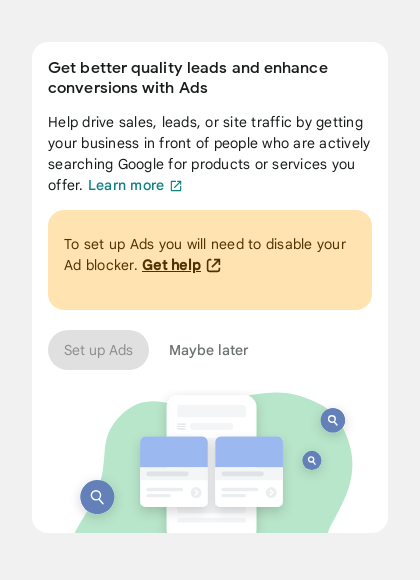 Get better quality leads and enhance
conversions with Ads
Help drive sales, leads, or site traffic by getting
your business in front of people who are actively
searching Google for products or services you
offer. Learn more
To set up Ads you will need to disable your
Ad blocker. Get help
Set up Ads Maybe later